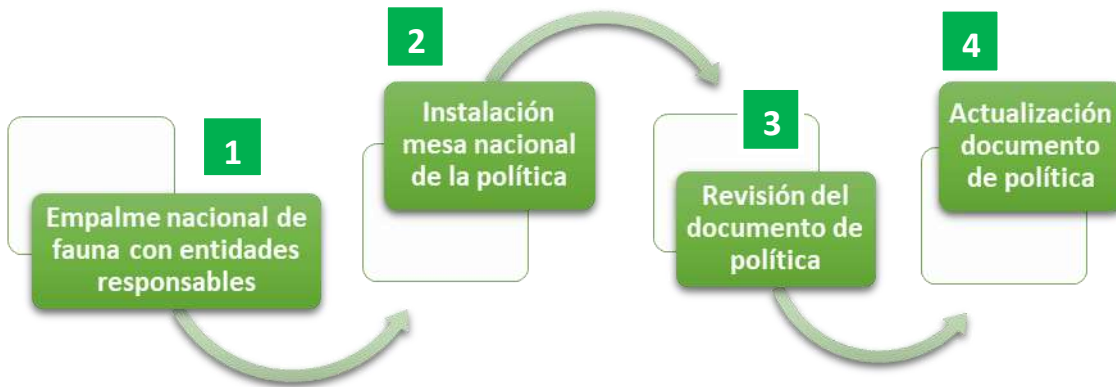 1
Empalme nacional de
fauna con entidades
responsables
2
Instalación
mesa nacional
de la política
3
Revisión del
documento de
política
4
Actualización
documento
de política